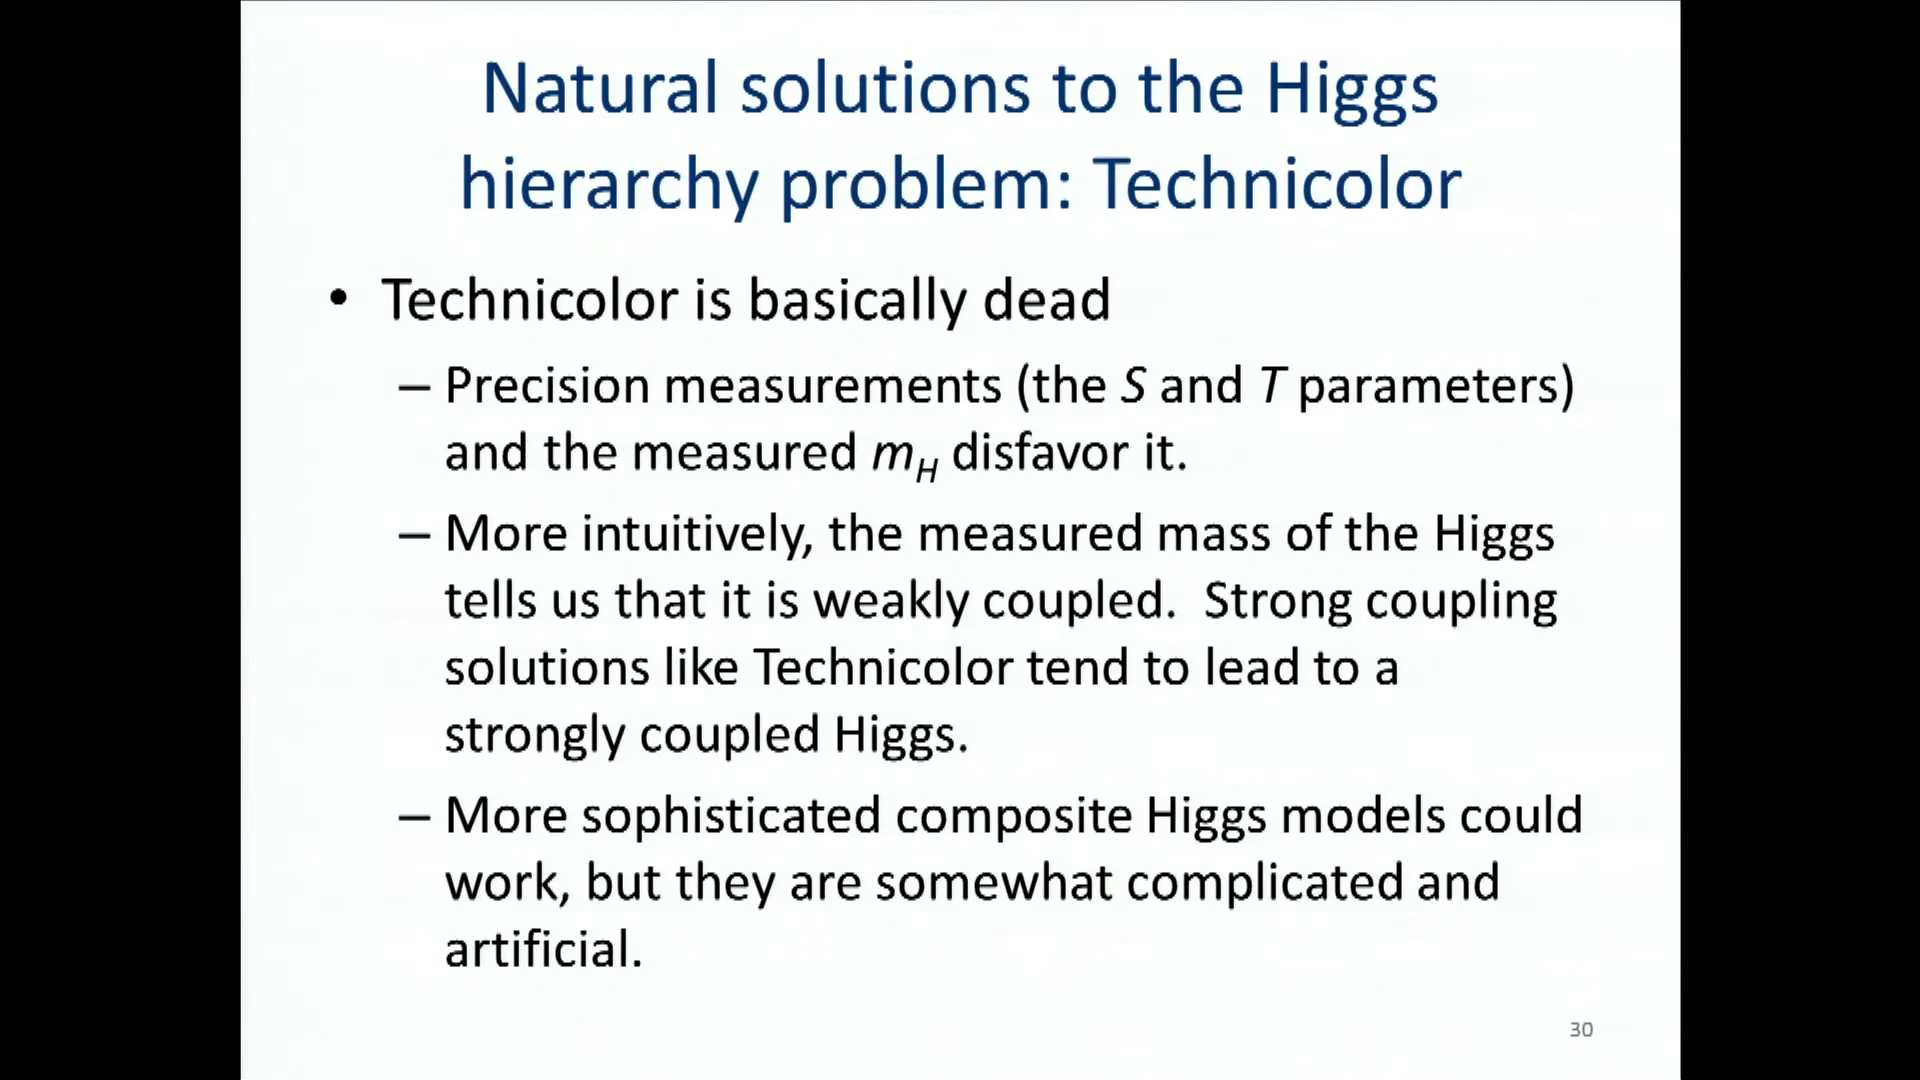 Natural solutions to the Higgs
hierarchy problem: Technicolor
• Technicolor is basically dead
– Precision measurements (the S and T parameters)
and the measured m_H disfavor it.
– More intuitively, the measured mass of the Higgs
tells us that it is weakly coupled.  Strong coupling
solutions like Technicolor tend to lead to a
strongly coupled Higgs.
– More sophisticated composite Higgs models could
work, but they are somewhat complicated and
artificial.
30